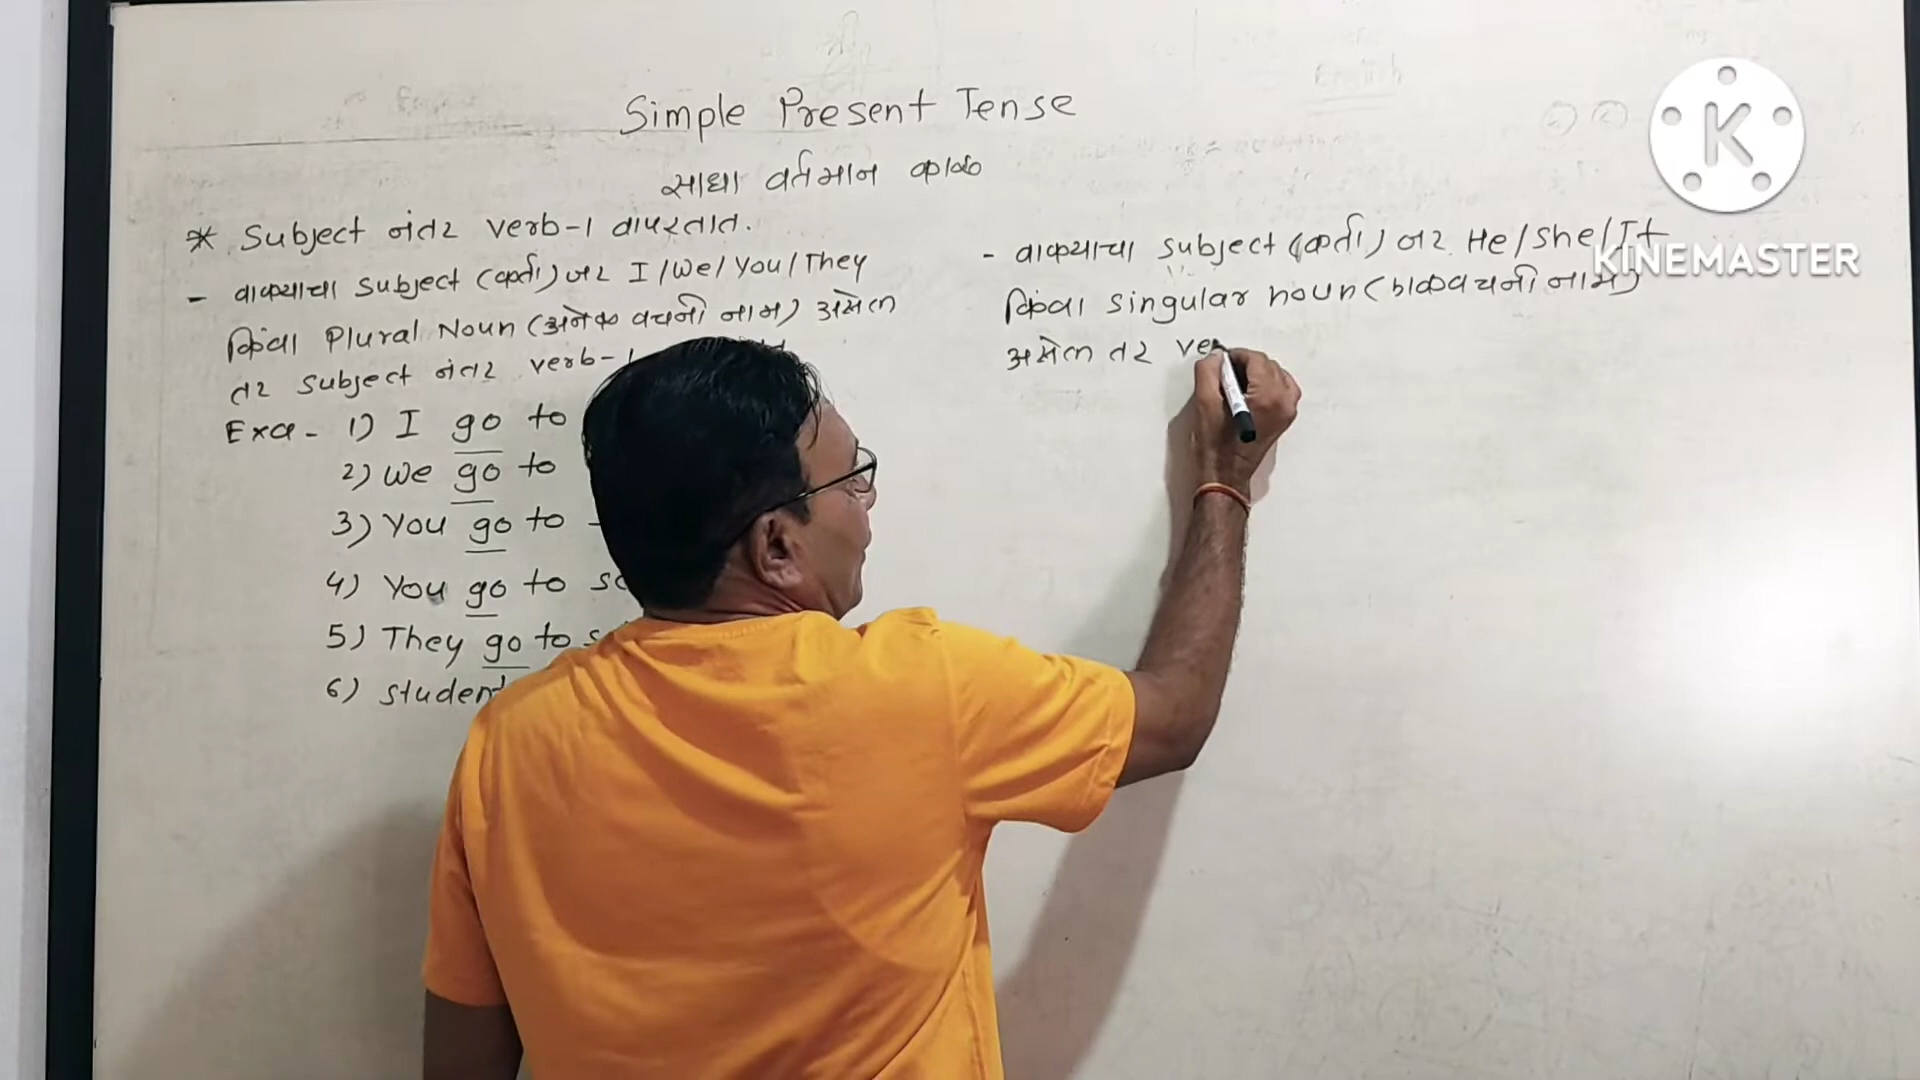 Simple Present Tense
साधा वर्तमान काळ
* Subject नंतर verb-1 वापरतात.
- वाक्याचा subject (कर्ता) जर I/We/You/They
किंवा Plural Noun (अनेक वचनी नाम) असेल
तर subject नंतर verb-1
Exa - 1) I go to
2) We go to
3) You go to
4) You go to
5) They go to
6) student
- वाक्याचा subject (कर्ता) जर He/She/It
किंवा singular noun (एकवचनी नाम)
असेल तर ve
K
KINEMASTER